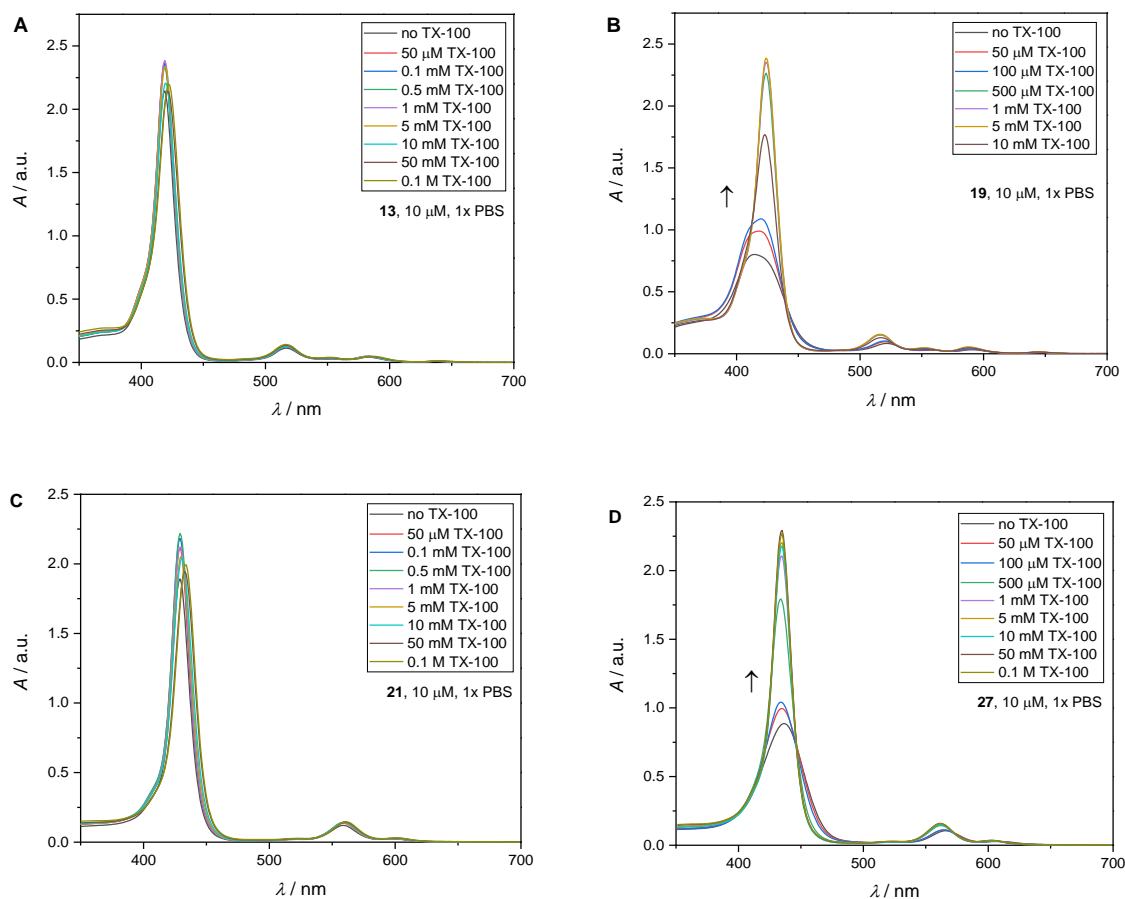 A
A / a.u.
2.5
2.0
1.5
1.0
0.5
0.0
400
500
600
700
λ / nm
no TX-100
50 μM TX-100
0.1 mM TX-100
0.5 mM TX-100
1 mM TX-100
5 mM TX-100
10 mM TX-100
50 mM TX-100
0.1 M TX-100
13, 10 μM, 1x PBS
B
A / a.u.
2.5
2.0
1.5
1.0
0.5
0.0
400
500
600
700
λ / nm
no TX-100
50 μM TX-100
100 μM TX-100
500 μM TX-100
1 mM TX-100
5 mM TX-100
10 mM TX-100
19, 10 μM, 1x PBS
↑
C
A / a.u.
2.5
2.0
1.5
1.0
0.5
0.0
400
500
600
700
λ / nm
no TX-100
50 μM TX-100
0.1 mM TX-100
0.5 mM TX-100
1 mM TX-100
5 mM TX-100
10 mM TX-100
50 mM TX-100
0.1 M TX-100
21, 10 μM, 1x PBS
D
A / a.u.
2.5
2.0
1.5
1.0
0.5
0.0
400
500
600
700
λ / nm
no TX-100
50 μM TX-100
100 μM TX-100
500 μM TX-100
1 mM TX-100
5 mM TX-100
10 mM TX-100
50 mM TX-100
0.1 M TX-100
27, 10 μM, 1x PBS
↑